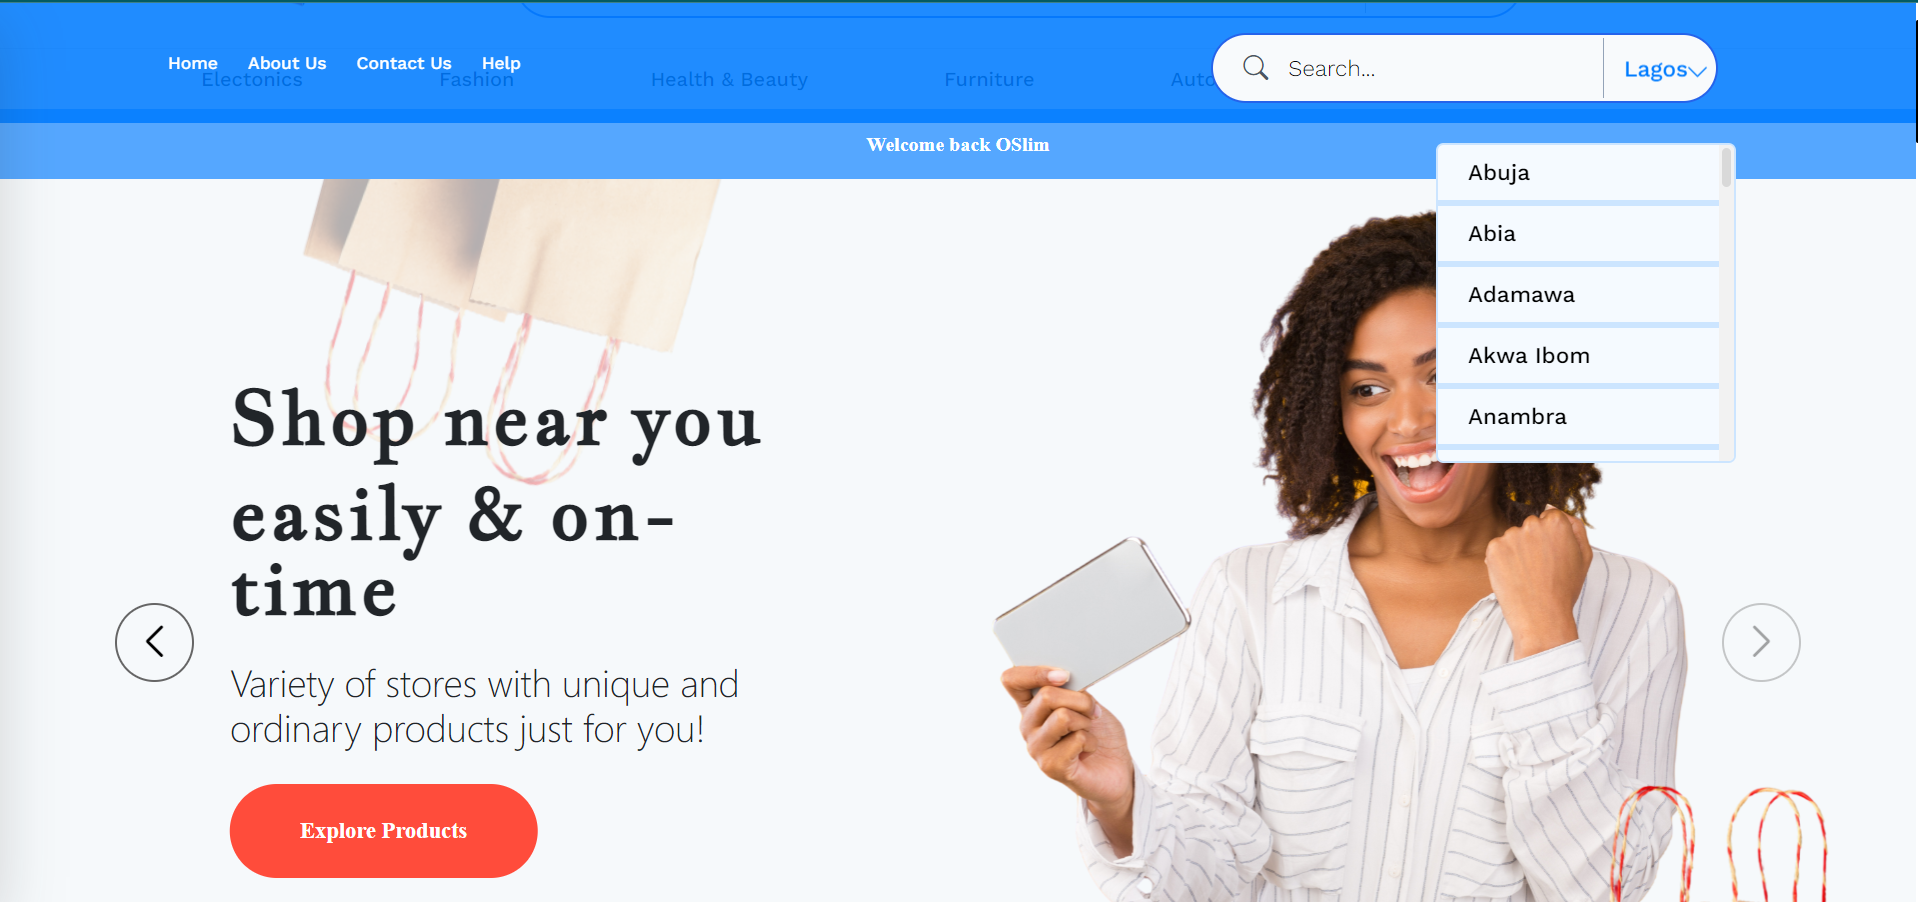 Home About Us Contact Us Help
Search...
Lagos
Electonics Fashion Health & Beauty Furniture Auto
Welcome back OSlim
Abuja
Abia
Adamawa
Akwa Ibom
Anambra
Shop near you
easily & on-
time
Variety of stores with unique and
ordinary products just for you!
Explore Products